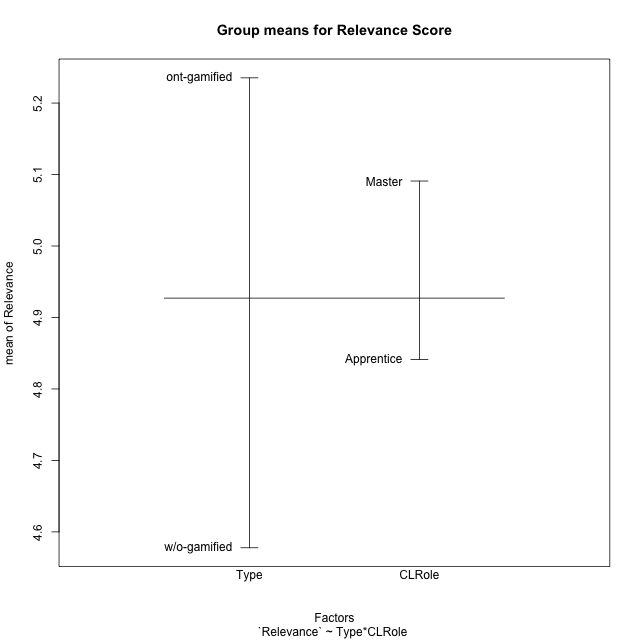 Group means for Relevance Score
mean of Relevance
5.2
5.1
5.0
4.9
4.8
4.7
4.6
ont-gamified
Master
Apprentice
w/o-gamified
Type CLRole
Factors
`Relevance` ~ Type*CLRole